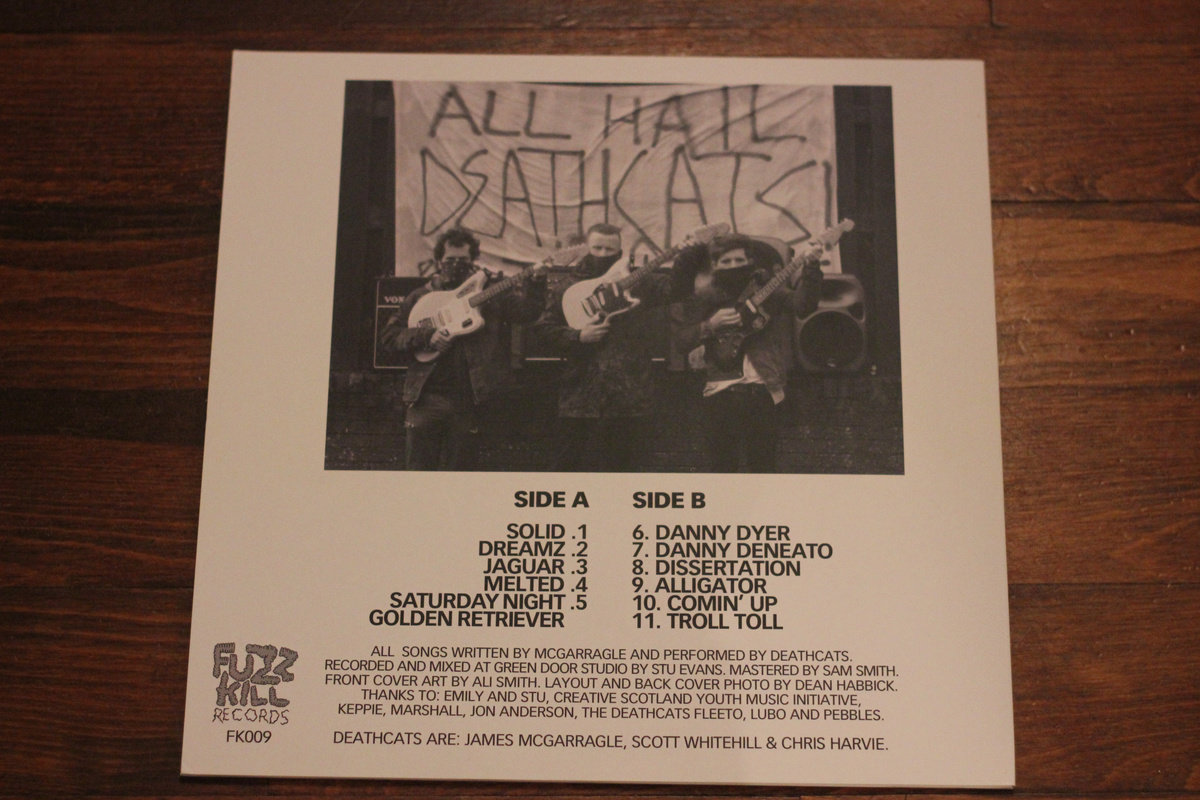 ALL HAIL
DEATHCATS!
VOX
SIDE A
SOLID .1
DREAMZ .2
JAGUAR .3
MELTED .4
SATURDAY NIGHT .5
GOLDEN RETRIEVER
SIDE B
6. DANNY DYER
7. DANNY DENEATO
8. DISSERTATION
9. ALLIGATOR
10. COMIN' UP
11. TROLL TOLL
ALL SONGS WRITTEN BY MCGARRAGLE AND PERFORMED BY DEATHCATS.
RECORDED AND MIXED AT GREEN DOOR STUDIO BY STU EVANS. MASTERED BY SAM SMITH.
FRONT COVER ART BY ALI SMITH. LAYOUT AND BACK COVER PHOTO BY DEAN HABBICK.
THANKS TO: EMILY AND STU, CREATIVE SCOTLAND YOUTH MUSIC INITIATIVE,
KEPPIE, MARSHALL, JON ANDERSON, THE DEATHCATS FLEETO, LUBO AND PEBBLES.
DEATHCATS ARE: JAMES MCGARRAGLE, SCOTT WHITEHILL & CHRIS HARVIE.
FUZZ
KILL
RECORDS
FK009